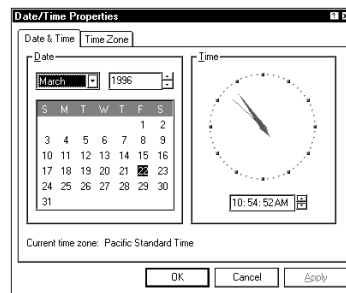 Date/Time Properties
Date & Time
Time Zone
Date
March
1996
S M T W T F S
1 2
3 4 5 6 7 8 9
10 11 12 13 14 15 16
17 18 19 20 21 22 23
24 25 26 27 28 29 30
31
Time
10:54:52AM
Current time zone: Pacific Standard Time
OK
Cancel
Apply